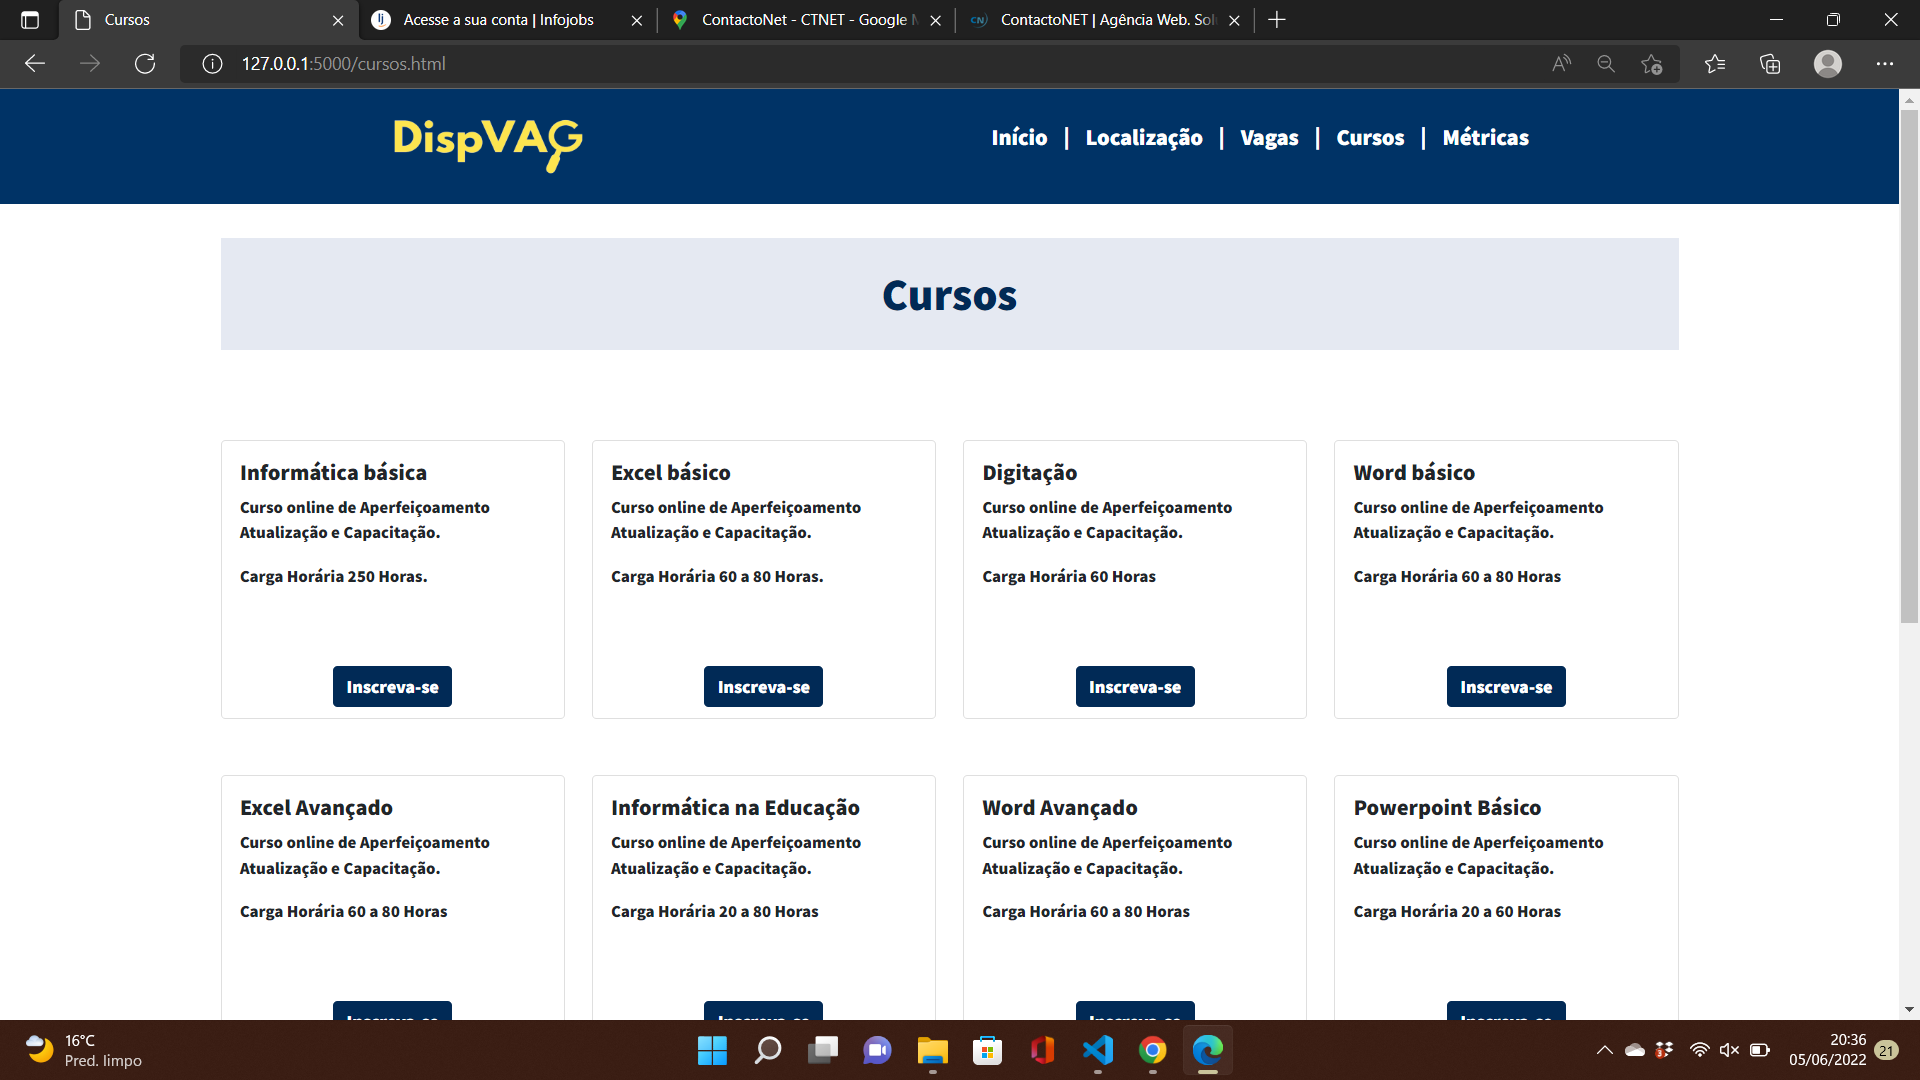 Cursos
Acesse a sua conta | Infojobs
ContactoNet - CTNET - Google
ContactoNET | Agência Web. Sol
127.0.0.1:5000/cursos.html
DispVAG
Início | Localização | Vagas | Cursos | Métricas
Cursos
Informática básica
Curso online de Aperfeiçoamento
Atualização e Capacitação.
Carga Horária 250 Horas.
Inscreva-se
Excel básico
Curso online de Aperfeiçoamento
Atualização e Capacitação.
Carga Horária 60 a 80 Horas.
Inscreva-se
Digitação
Curso online de Aperfeiçoamento
Atualização e Capacitação.
Carga Horária 60 Horas
Inscreva-se
Word básico
Curso online de Aperfeiçoamento
Atualização e Capacitação.
Carga Horária 60 a 80 Horas
Inscreva-se
Excel Avançado
Curso online de Aperfeiçoamento
Atualização e Capacitação.
Carga Horária 60 a 80 Horas
Informática na Educação
Curso online de Aperfeiçoamento
Atualização e Capacitação.
Carga Horária 20 a 80 Horas
Word Avançado
Curso online de Aperfeiçoamento
Atualização e Capacitação.
Carga Horária 60 a 80 Horas
Powerpoint Básico
Curso online de Aperfeiçoamento
Atualização e Capacitação.
Carga Horária 20 a 60 Horas
16°C
Pred. limpo
20:36
05/06/2022
21